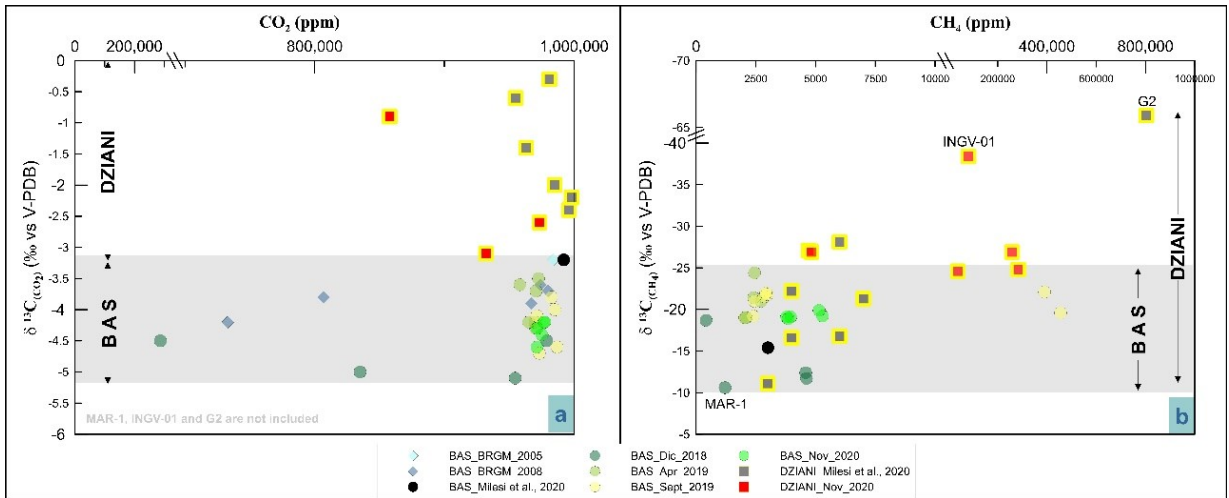 CO2 (ppm)
0 200,000 800,000 1,000,000
0
-0.5
-1
-1.5
-2
-2.5
-3
-3.5
-4
-4.5
-5
-5.5
-6
δ 13C(CO2) (‰ vs V-PDB)
DZIANI
BAS
MAR-1, INGV-01 and G2 are not included
a
CH4 (ppm)
0 400,000 800,000
2500 5000 7500 10000 200000 600000 1000000
-70
-65
-40
-35
-30
-25
-20
-15
-10
-5
δ 13C(CH4) (‰ vs V-PDB)
G2
INGV-01
DZIANI
BAS
MAR-1
b
BAS_BRGM_2005 BAS_Dic_2018 BAS_Nov_2020
BAS_BRGM_2008 BAS_Apr_2019 DZIANI_Milesi et al., 2020
BAS_Milesi et al., 2020 BAS_Sept_2019 DZIANI_Nov_2020